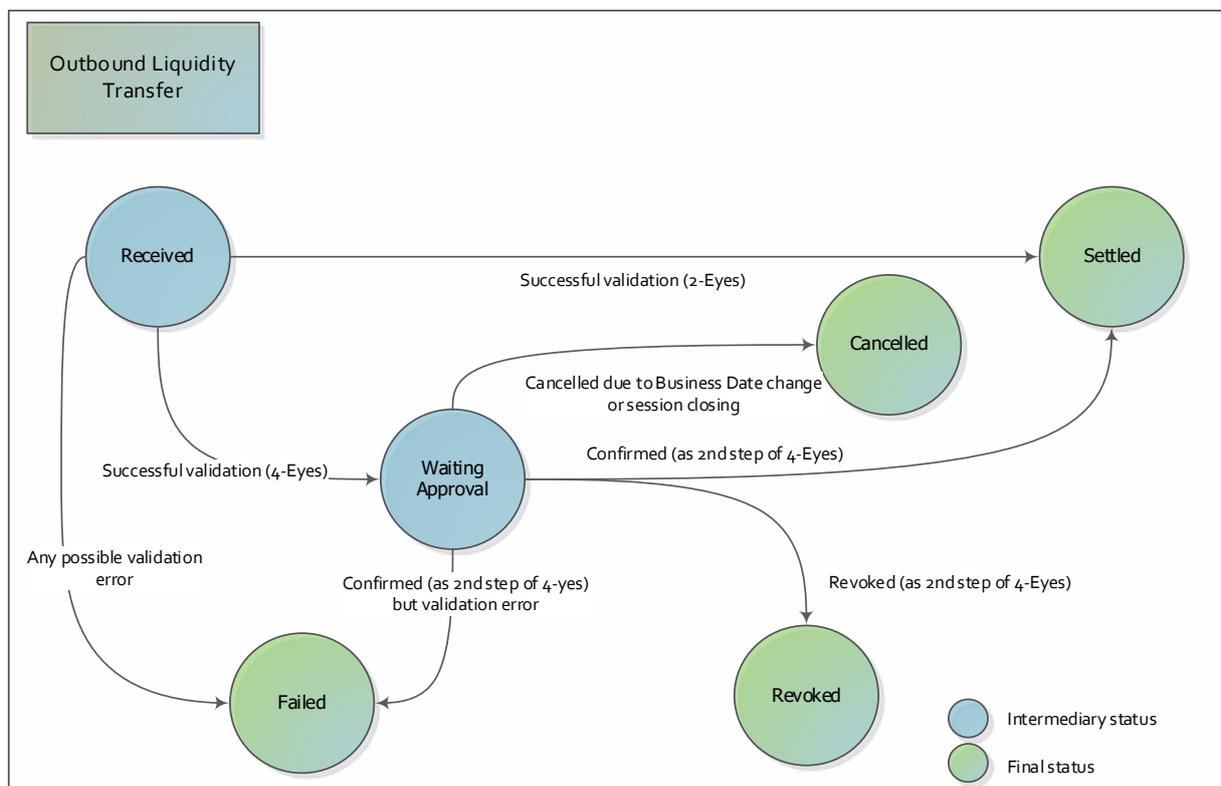 Outbound Liquidity
Transfer
Received
Settled
Successful validation (2-Eyes)
Cancelled
Cancelled due to Business Date change
or session closing
Confirmed (as 2nd step of 4-Eyes)
Waiting
Approval
Successful validation (4-Eyes)
Any possible validation
error
Confirmed (as 2nd step of 4-yes)
but validation error
Revoked (as 2nd step of 4-Eyes)
Failed
Revoked
Intermediary status
Final status